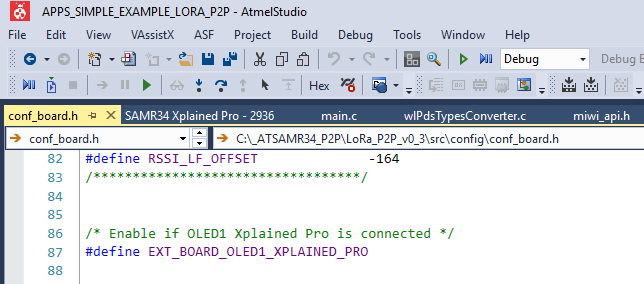 APPS_SIMPLE_EXAMPLE_LORA_P2P - AtmelStudio
File Edit View VAssistX ASF Project Build Debug Tools Window Help
Debug Debug B
Hex
conf_board.h SAMR34 Xplained Pro - 2936 main.c wlPdsTypesConverter.c miwi_api.h
conf_board.h C:\_ATSAMR34_P2P\LoRa_P2P_v0_3\src\config\conf_board.h
82 #define RSSI_LF_OFFSET -164
83 /**********************************/
84
85
86 /* Enable if OLED1 Xplained Pro is connected */
87 #define EXT_BOARD_OLED1_XPLAINED_PRO
88